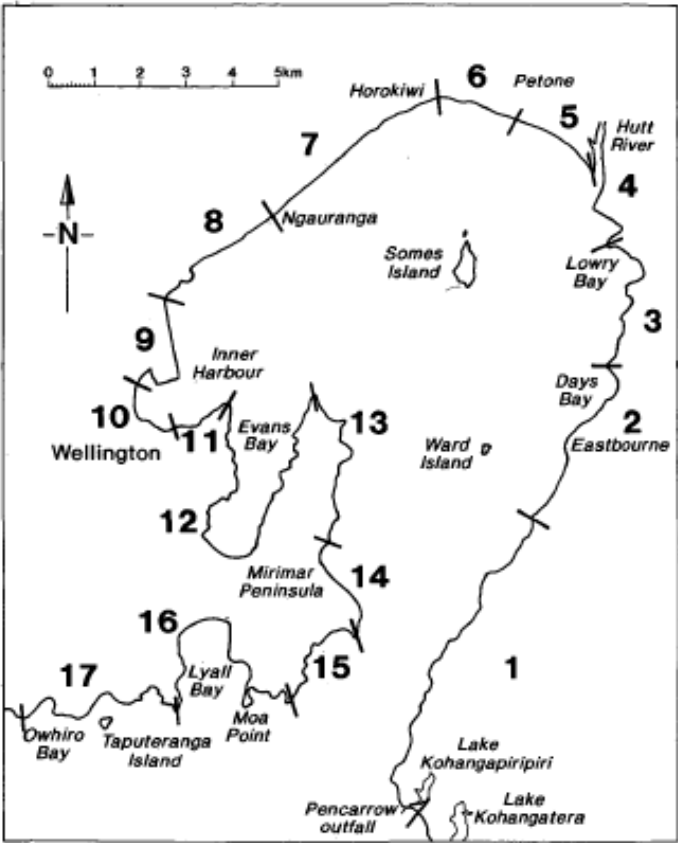 0 1 2 3 4 5km
6
Petone
Horokiwi
5
Hutt
River
7
4
8
Ngauranga
-N-
Somes
Island
Lowry
Bay
3
9
Inner
Harbour
Days
Bay
10
11
Evans
Bay
13
2
Wellington
Ward
Island
Eastbourne
12
Mirimar
Peninsula
14
16
15
1
17
Lyall
Bay
Moa
Point
Owhiro
Bay
Taputeranga
Island
Lake
Kohangapiripiri
Pencarrow
outfall
Lake
Kohangatera